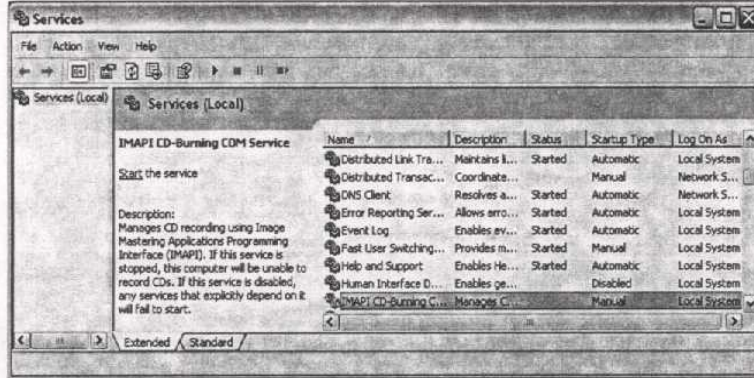 Services
File Action View Help
Services (Local)
Services (Local)
IMAPI CD-Burning COM Service
Start the service
Description:
Manages CD recording using Image
Mastering Applications Programming
Interface (IMAPI). If this service is
stopped, this computer will be unable to
record CDs. If this service is disabled,
any services that explicitly depend on it
will fail to start.
Name Description Status Startup Type Log On As
Distributed Link Tra... Maintains li... Started Automatic Local System
Distributed Transac... Coordinate... Manual Network S...
DNS Client Resolves a... Started Automatic Network S...
Error Reporting Ser... Allows erro... Started Automatic Local System
Event Log Enables ev... Started Automatic Local System
Fast User Switching... Provides m... Started Manual Local System
Help and Support Enables He... Started Automatic Local System
Human Interface D... Enables ge... Disabled Local System
IMAPI CD-Burning C... Manages C... Manual Local System
Extended Standard